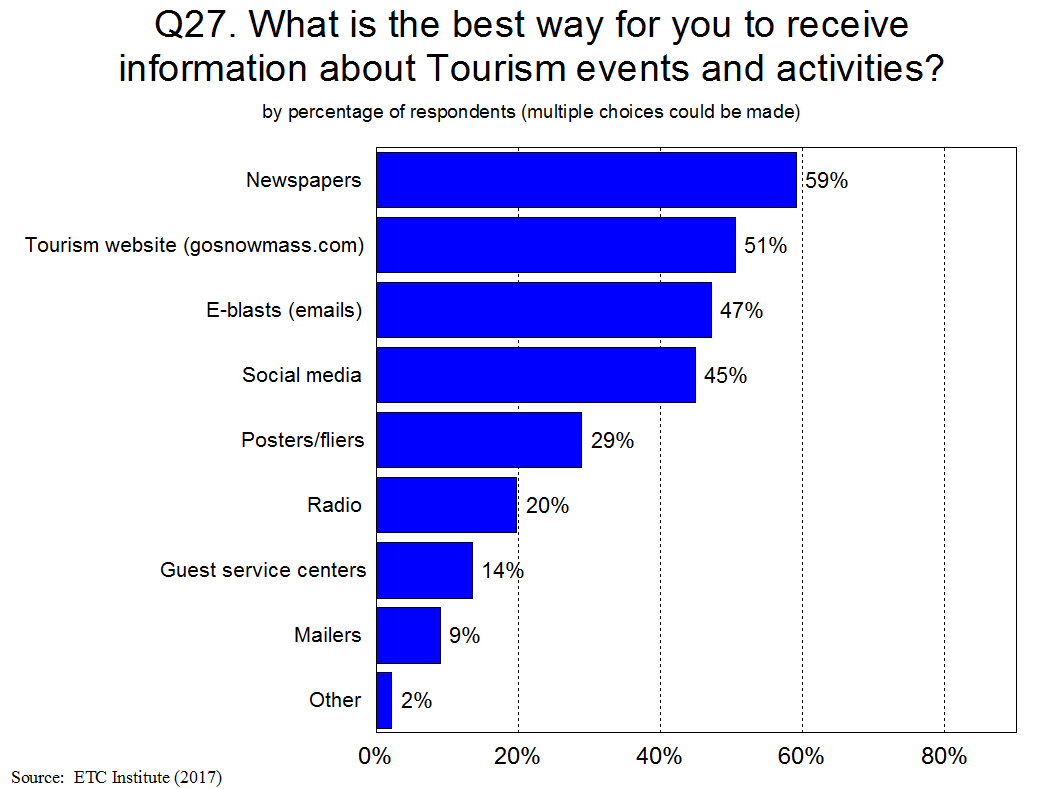 Q27. What is the best way for you to receive
information about Tourism events and activities?
by percentage of respondents (multiple choices could be made)
Newspapers 59%
Tourism website (gosnowmass.com) 51%
E-blasts (emails) 47%
Social media 45%
Posters/fliers 29%
Radio 20%
Guest service centers 14%
Mailers 9%
Other 2%
0% 20% 40% 60% 80%
Source:  ETC Institute (2017)